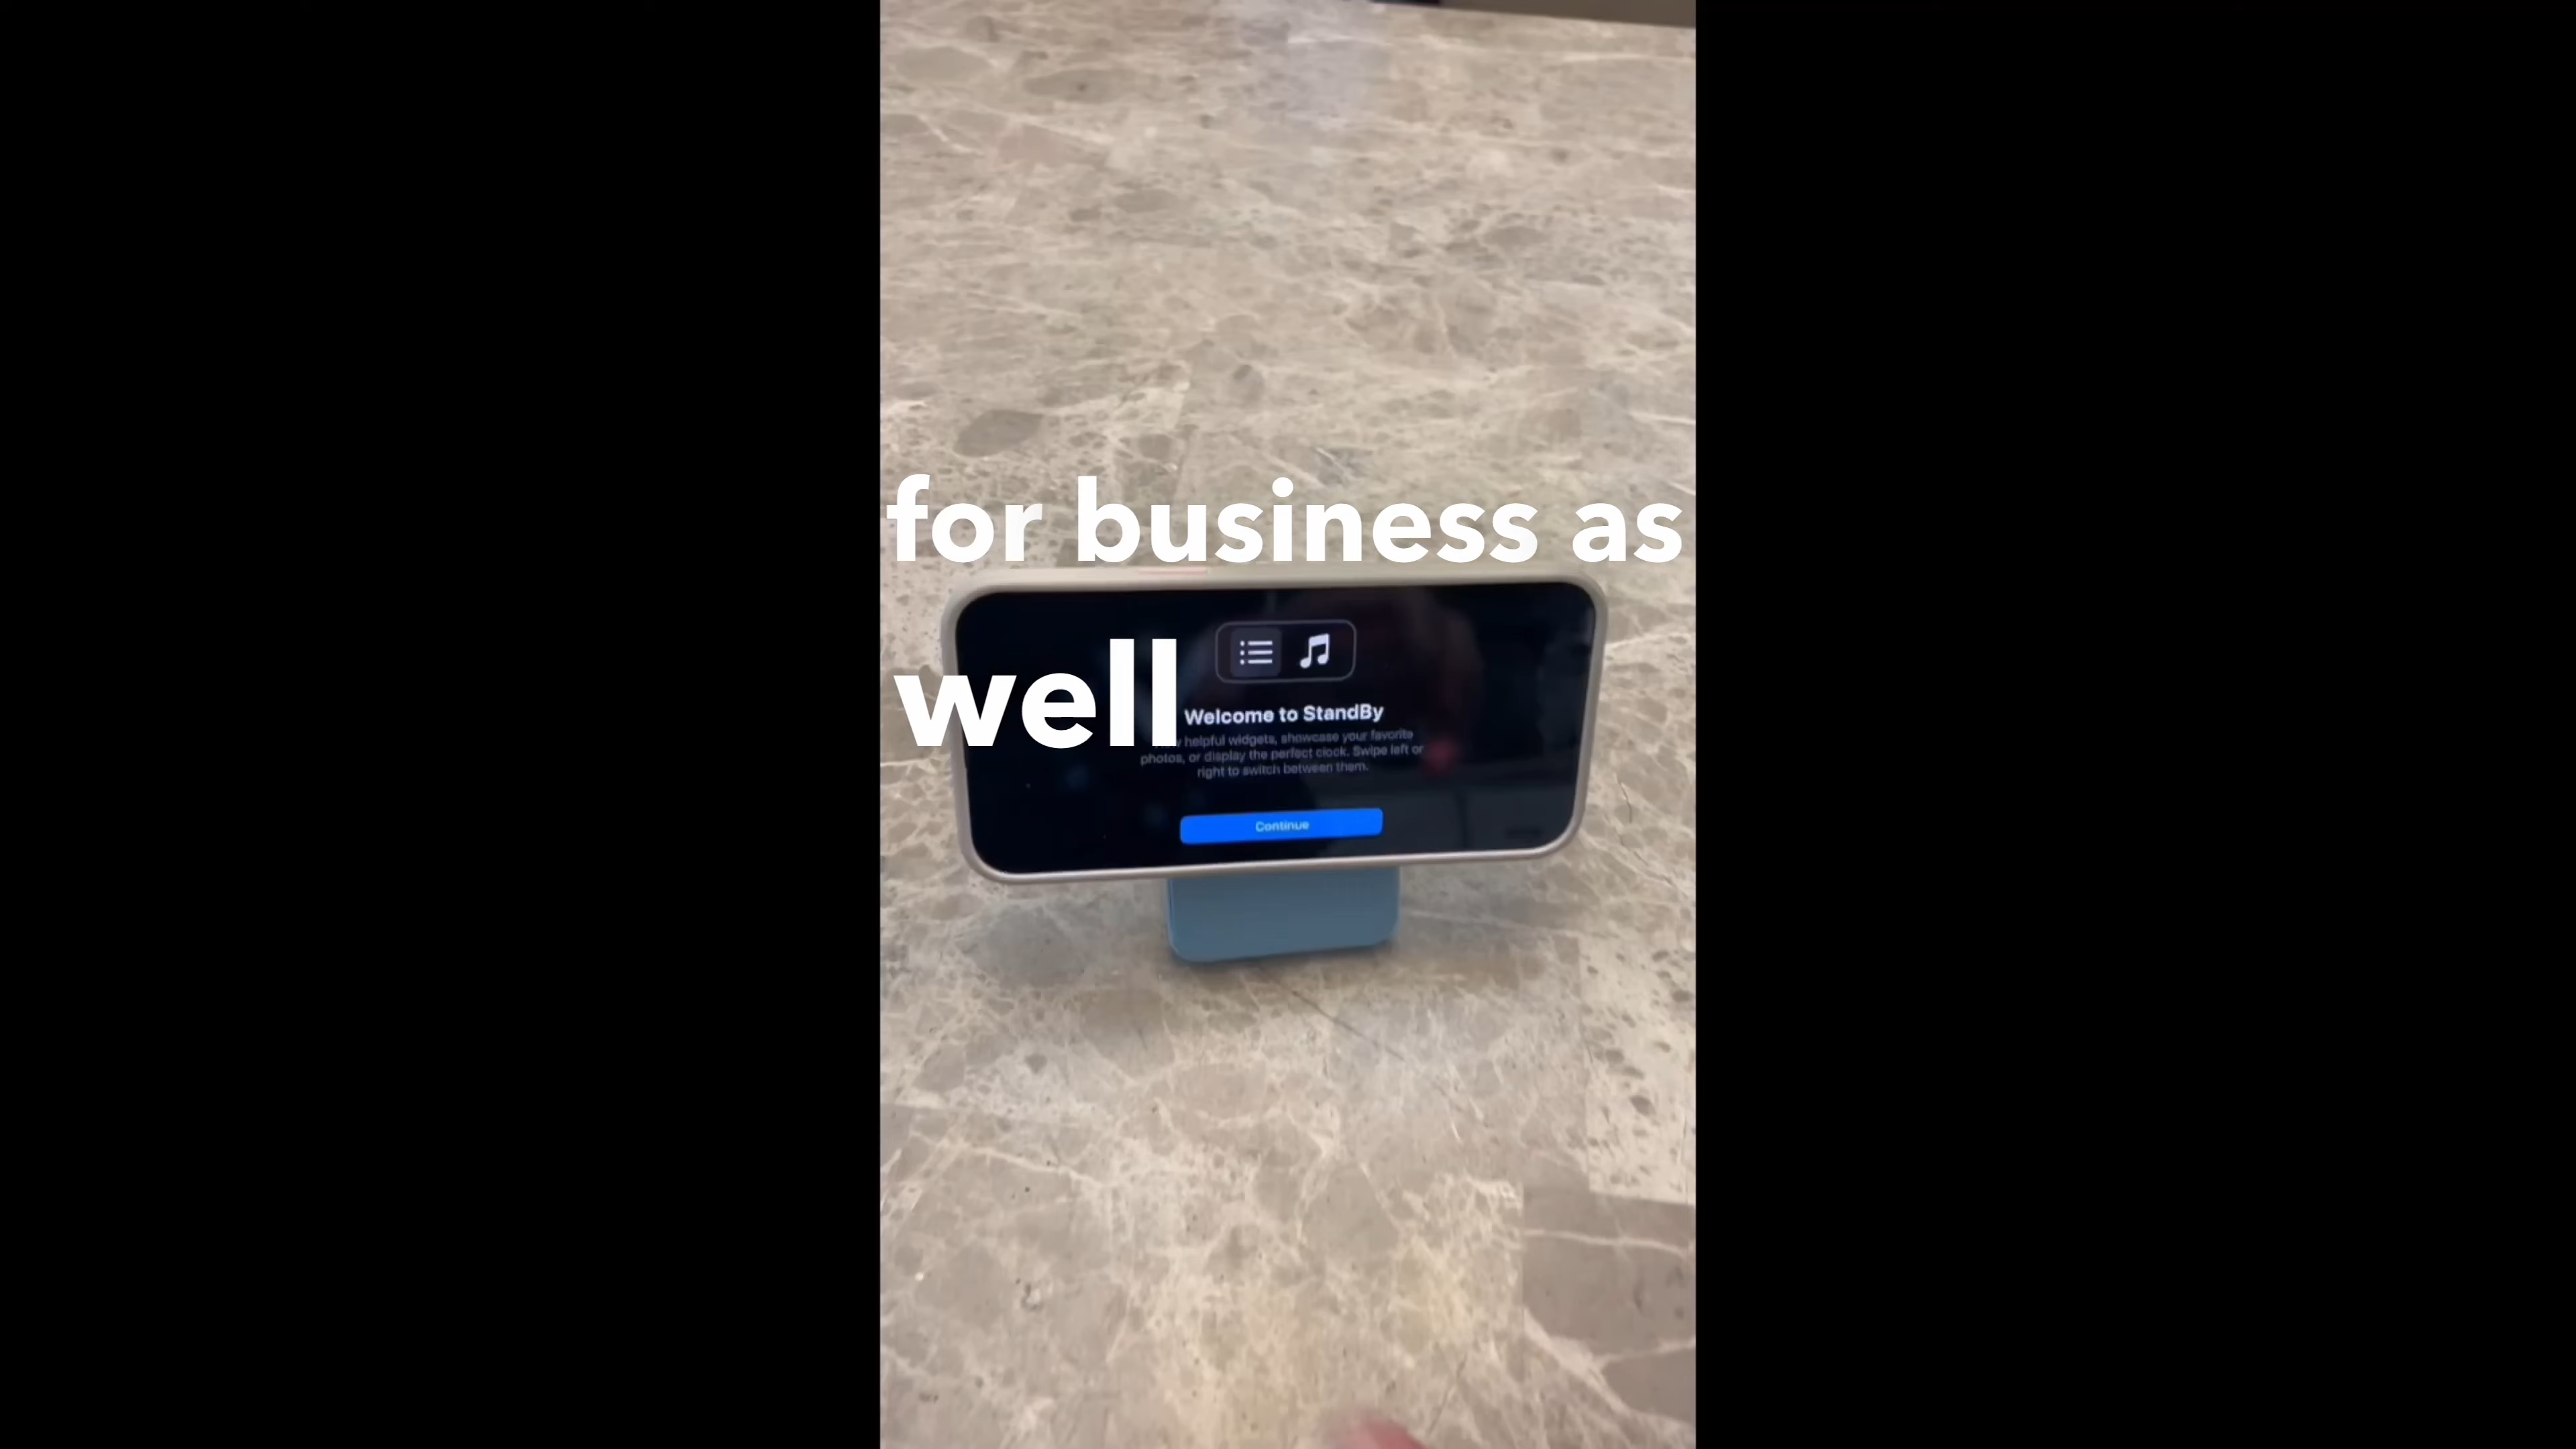 for business as
well
Welcome to StandBy
helpful widgets, showcase your favorite
photos, or display the perfect clock. Swipe left or
right to switch between them.
Continue